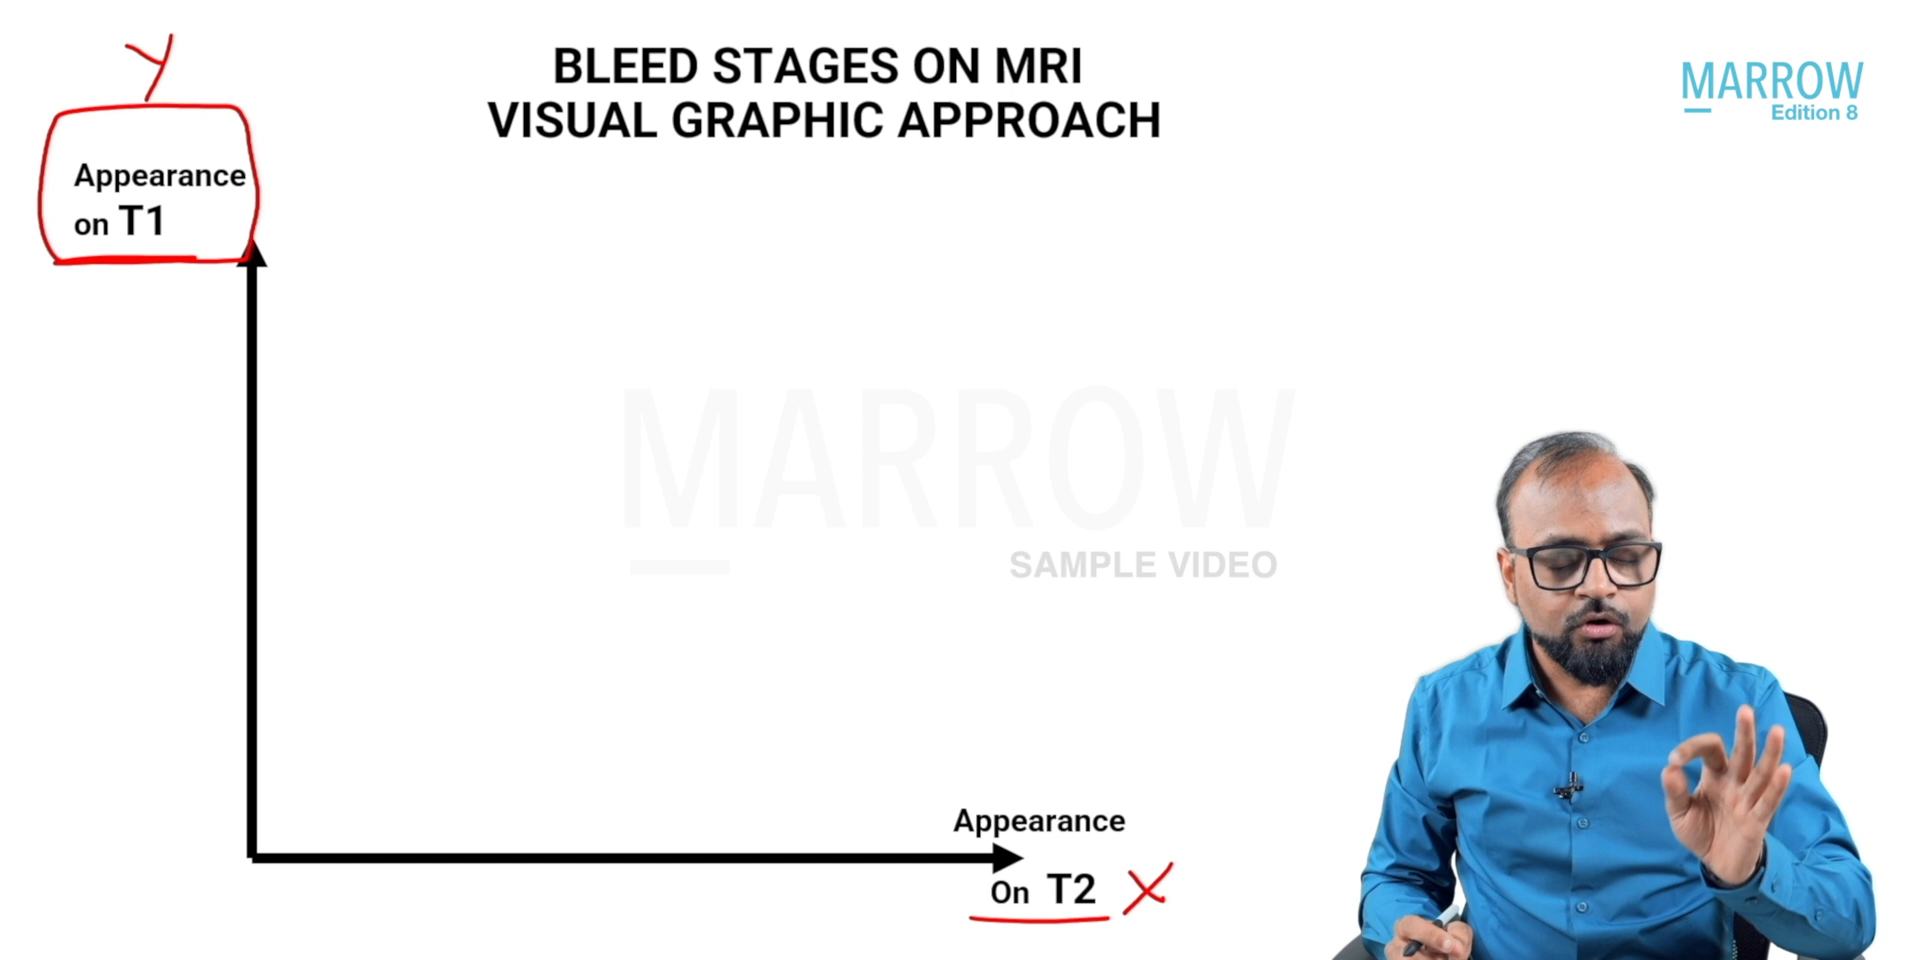 Y
BLEED STAGES ON MRI
VISUAL GRAPHIC APPROACH
MARROW
Edition 8
Appearance
on T1
MARROW
SAMPLE VIDEO
Appearance
On T2 X